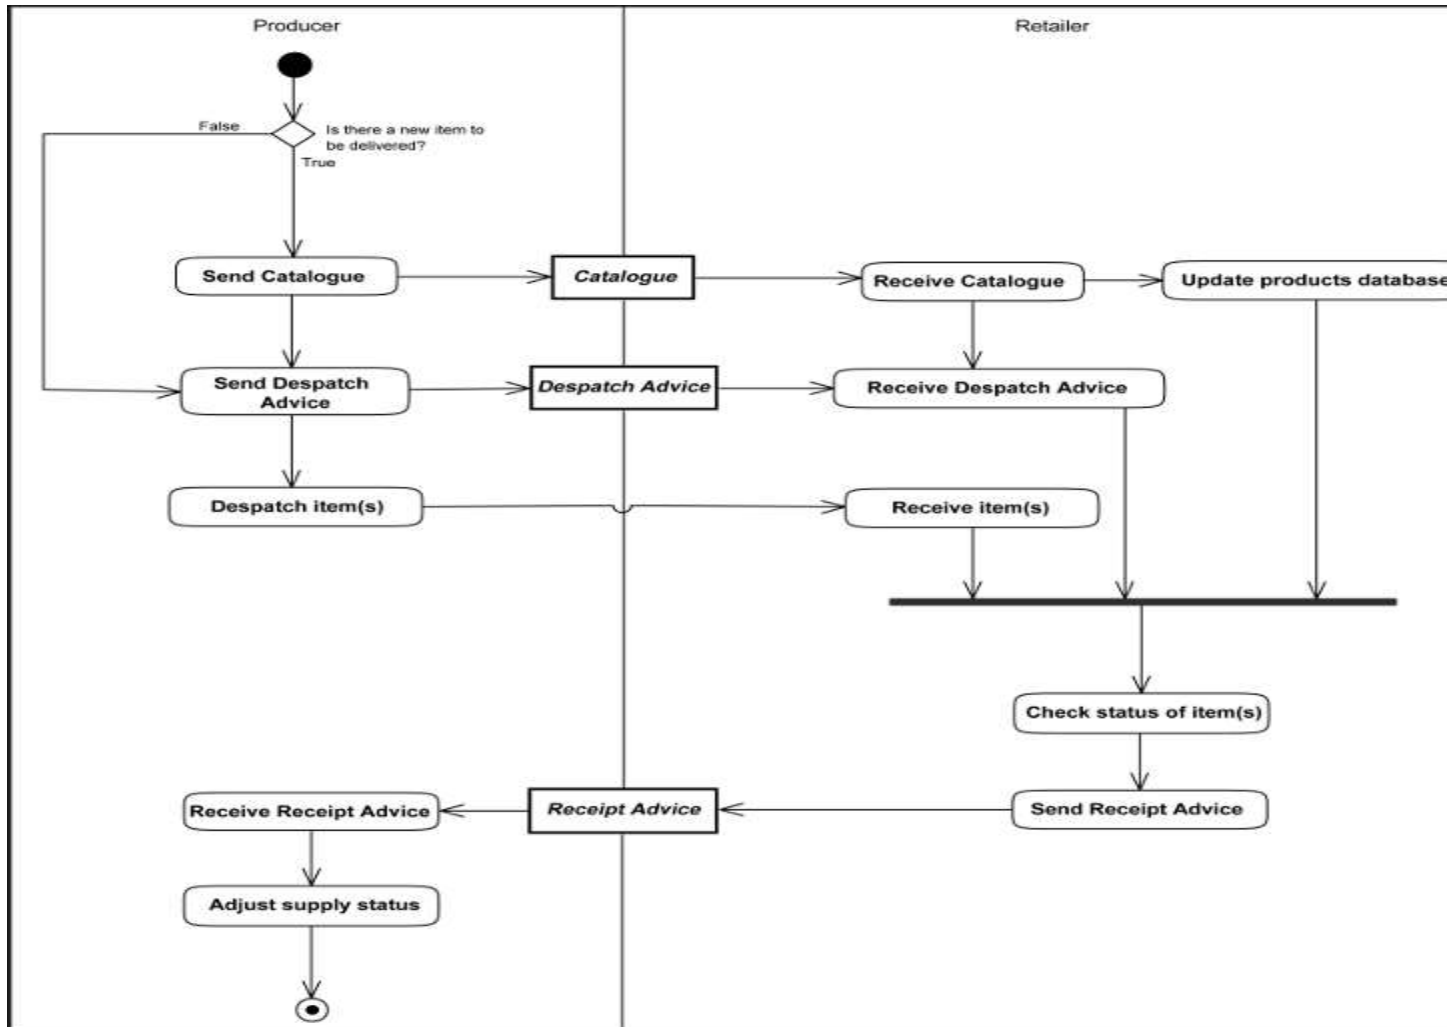 Producer
Retailer
False
Is there a new item to
be delivered?
True
Send Catalogue
Catalogue
Receive Catalogue
Update products database
Send Despatch
Advice
Despatch Advice
Receive Despatch Advice
Despatch item(s)
Receive item(s)
Check status of item(s)
Receive Receipt Advice
Receipt Advice
Send Receipt Advice
Adjust supply status